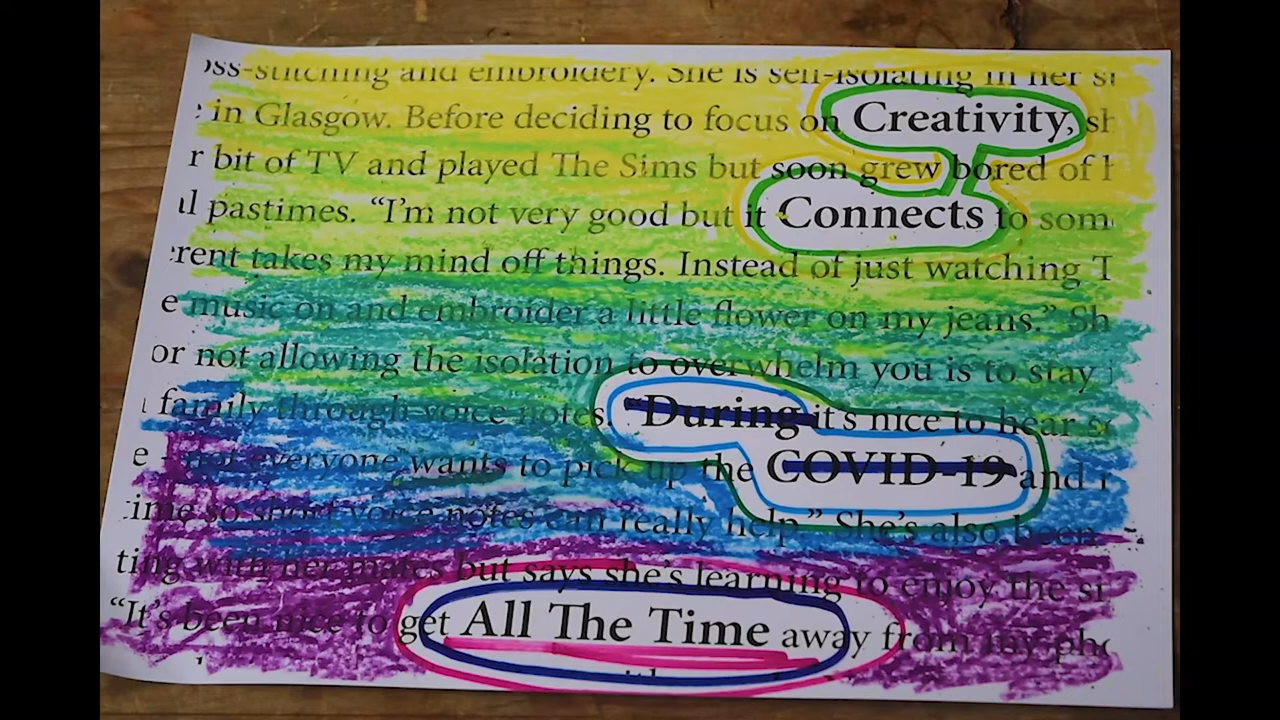 oss-stitching and embroidery. She is self-isolating in her st
in Glasgow. Before deciding to focus on Creativity, sh
r bit of TV and played The Sims but soon grew bored of h
ul pastimes. “I’m not very good but it Connects to som
rent takes my mind off things. Instead of just watching T
e music on and embroider a little flower on my jeans.” Sh
or not allowing the isolation to overwhelm you is to stay
family through voice notes. “During it’s nice to hear so
e - not everyone wants to pick up the COVID-19 and r
time so short voice notes can really help.” She’s also been
ting with her mates but says she’s learning to enjoy the si
“It’s been nice to get All The Time away from my pho